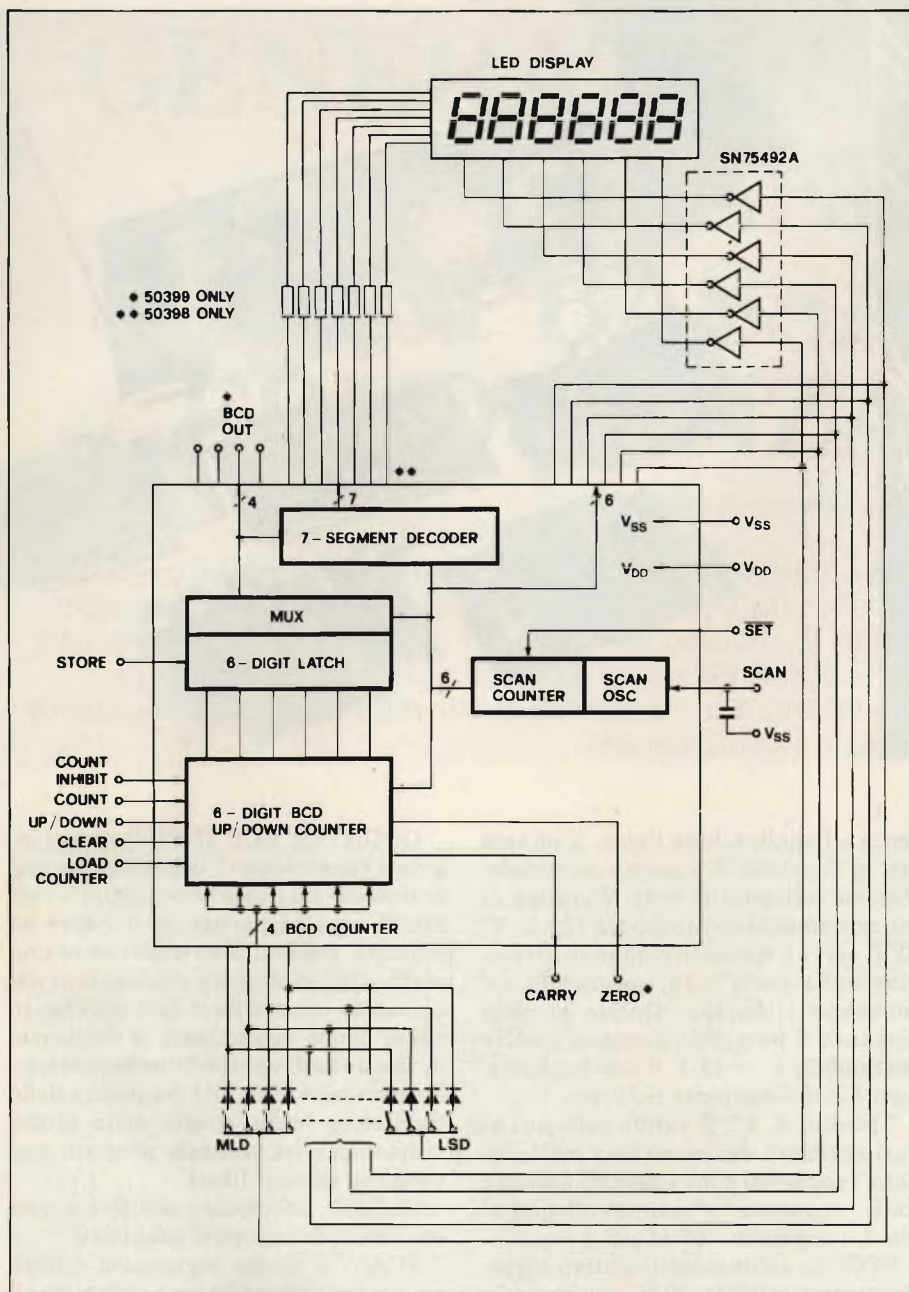 LED DISPLAY
SN75492A
* 50399 ONLY
** 50398 ONLY
*
BCD
OUT
**
4
7
6
7 - SEGMENT DECODER
VSS
VSS
VDD
VDD
MUX
SET
STORE
6 - DIGIT LATCH
6
SCAN
COUNTER
SCAN
OSC
SCAN
VSS
COUNT
INHIBIT
COUNT
UP/DOWN
CLEAR
LOAD
COUNTER
6 - DIGIT BCD
UP/DOWN COUNTER
4 BCD COUNTER
CARRY
ZERO*
MLD
LSD